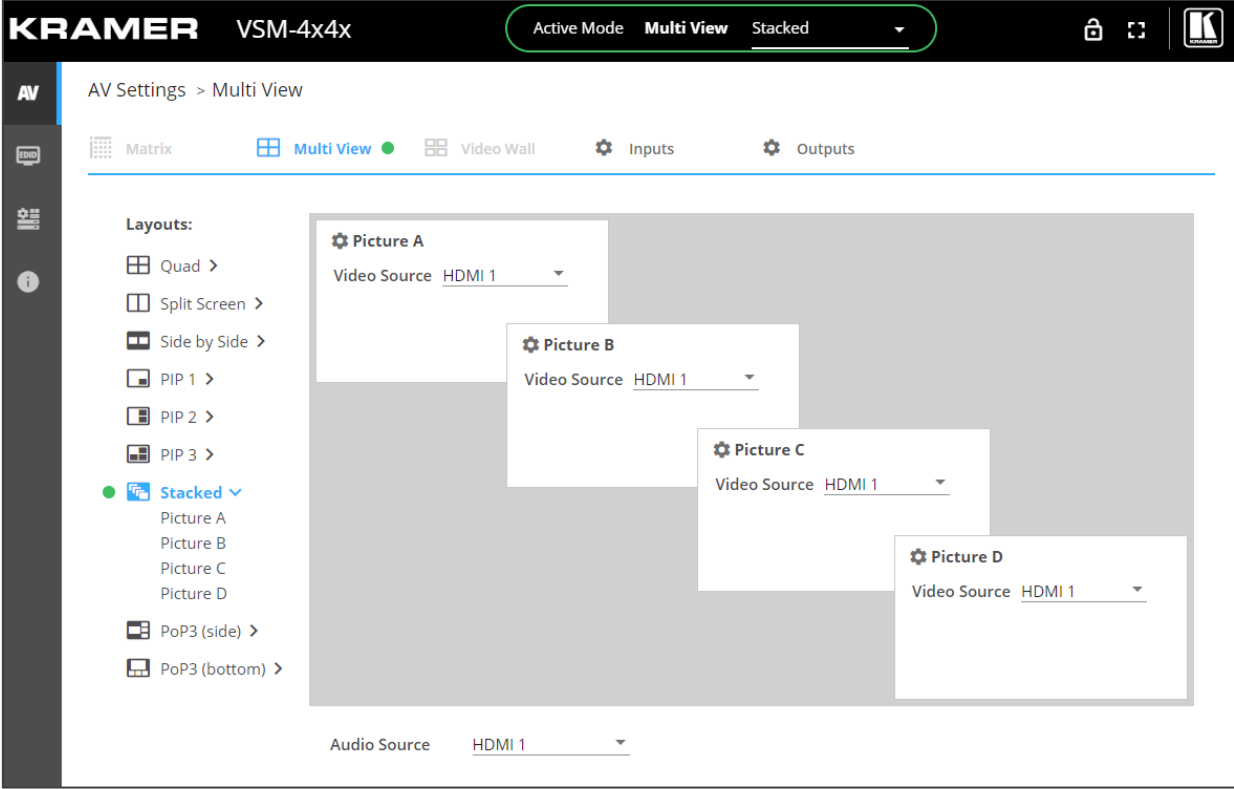 KRAMER VSM-4x4x Active Mode Multi View Stacked
KRAMER
AV
AV Settings > Multi View
EDID
Matrix Multi View Video Wall Inputs Outputs
Layouts:
Quad >
Split Screen >
Side by Side >
PIP 1 >
PIP 2 >
PIP 3 >
Stacked
Picture A
Picture B
Picture C
Picture D
PoP3 (side) >
PoP3 (bottom) >
Picture A
Video Source HDMI 1
Picture B
Video Source HDMI 1
Picture C
Video Source HDMI 1
Picture D
Video Source HDMI 1
Audio Source HDMI 1